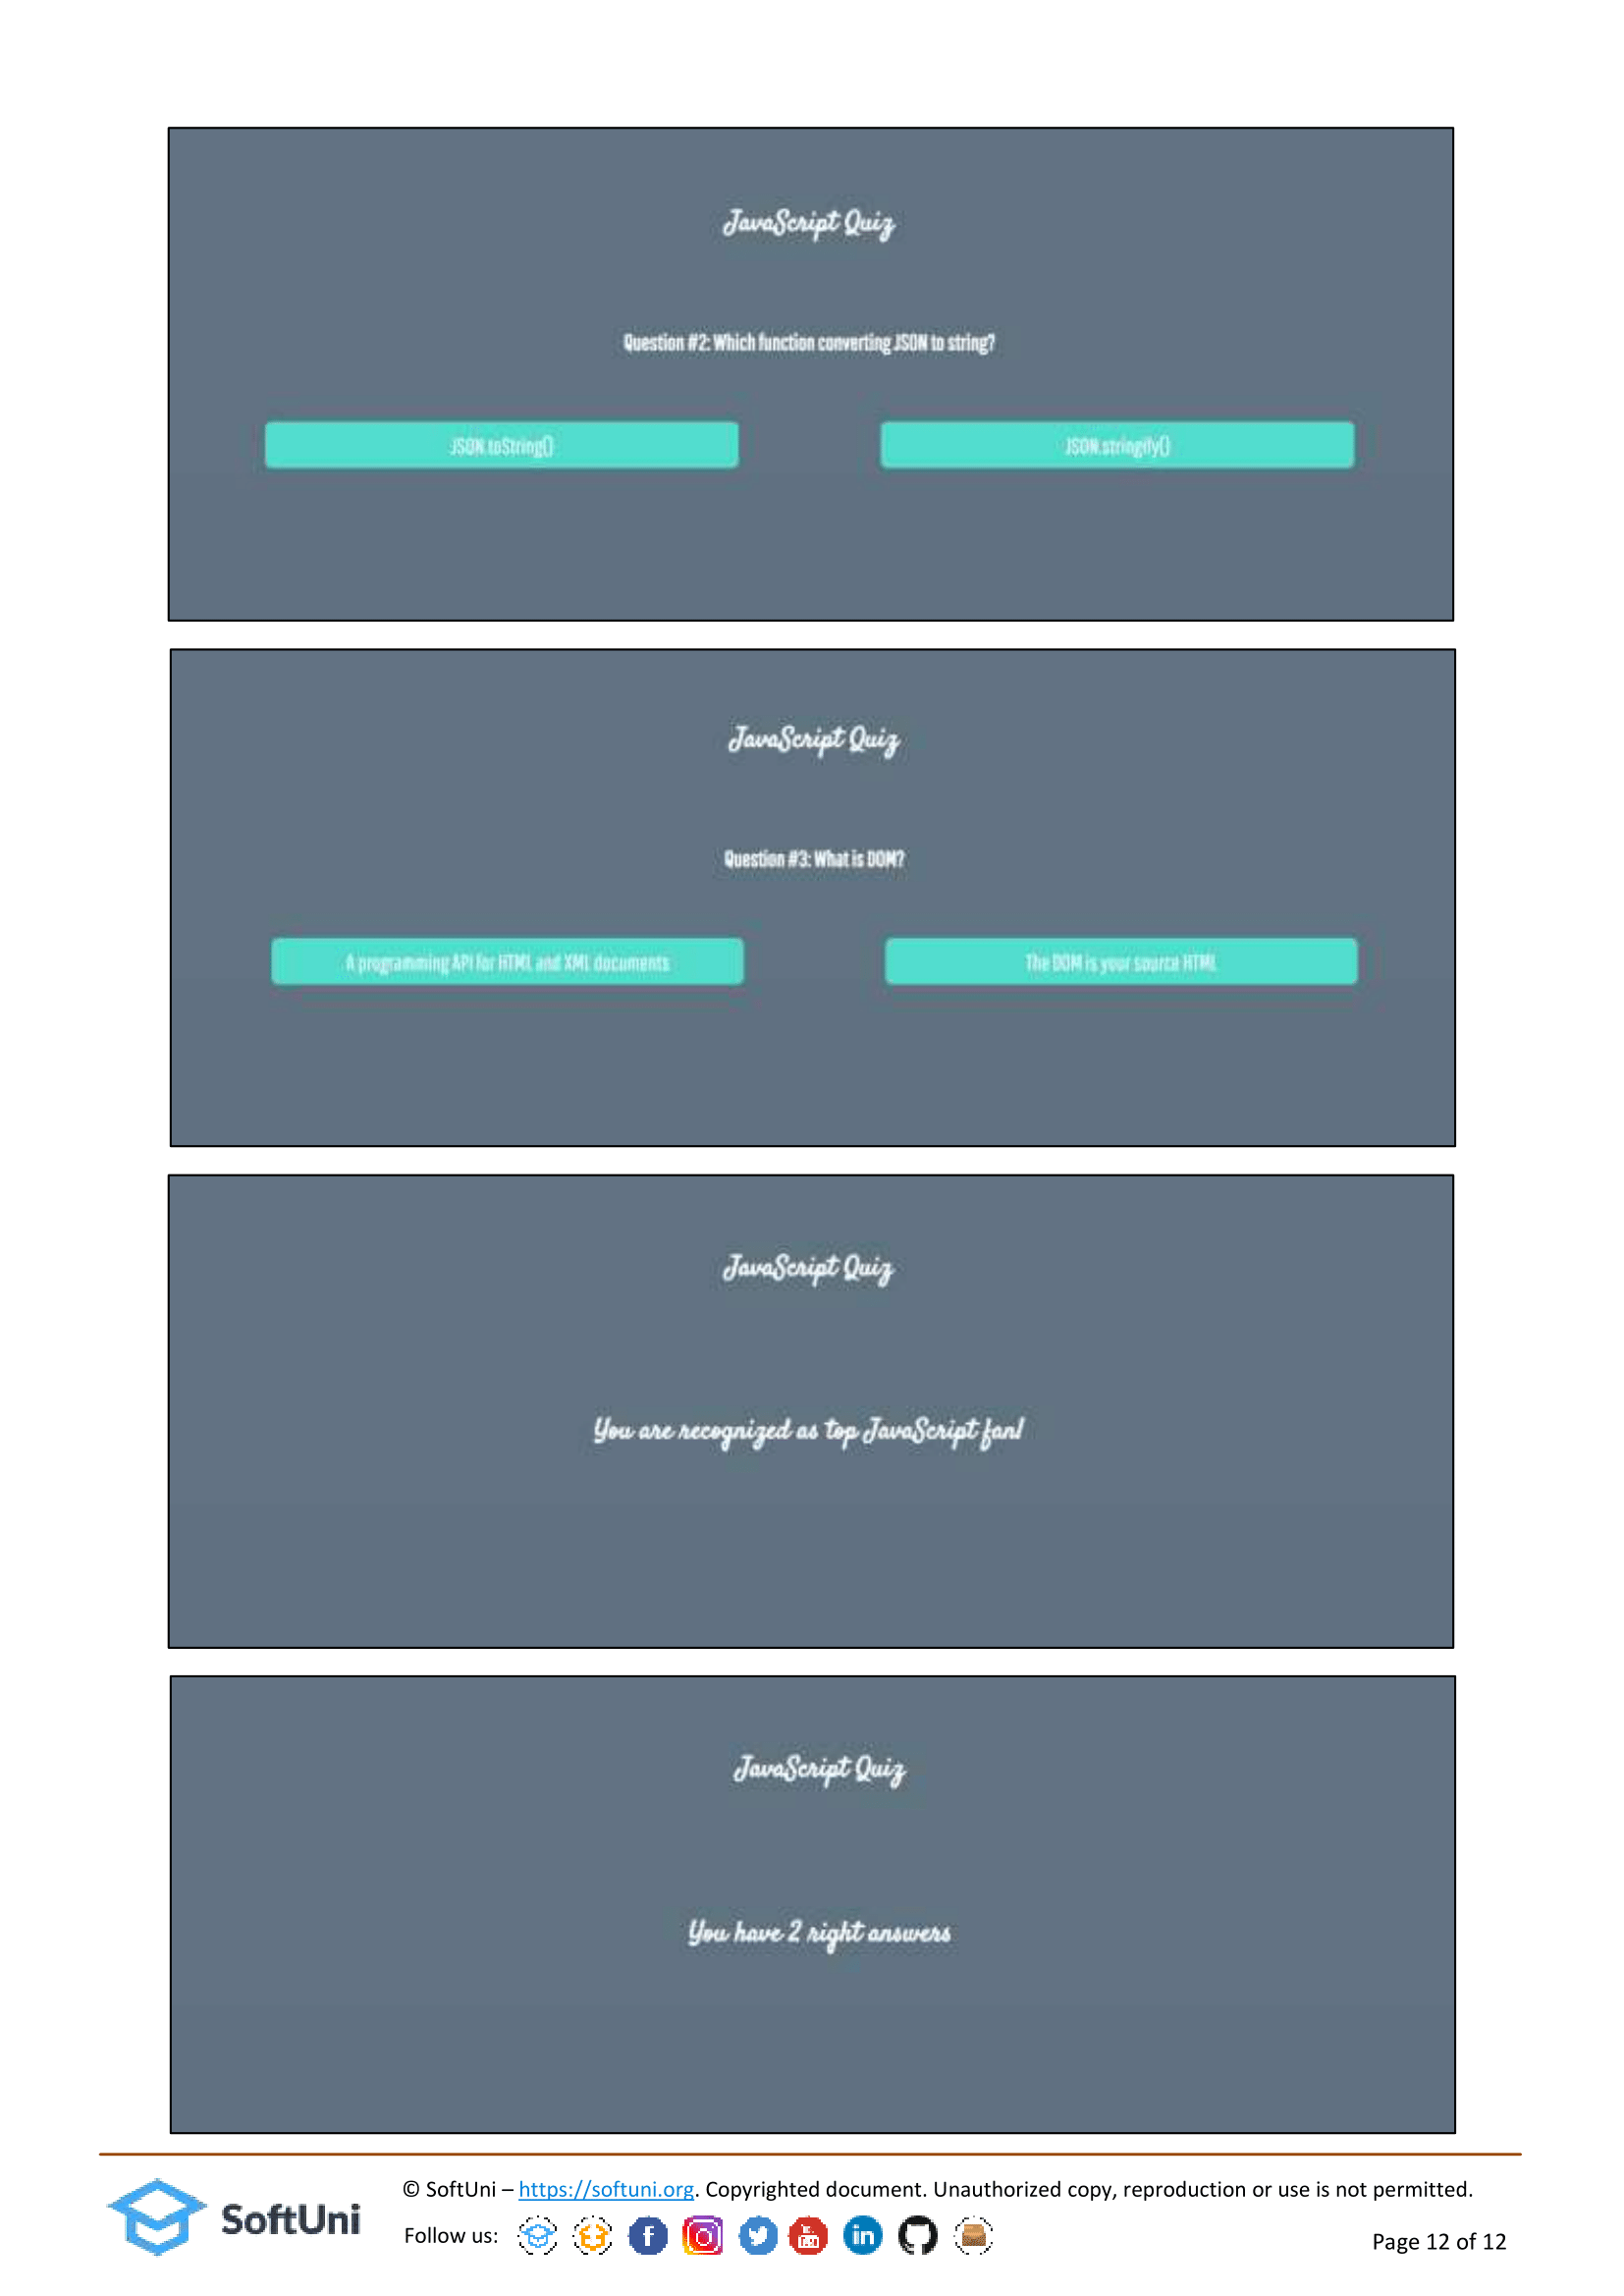 JavaScript Quiz
Question #2: Which function converting JSON to string?
JSON.toString()
JSON.stringify()
JavaScript Quiz
Question #3: What is DOM?
A programming API for HTML and XML documents
The DOM is your source HTML
JavaScript Quiz
You are recognized as top JavaScript fan!
JavaScript Quiz
You have 2 right answers
SoftUni
© SoftUni – https://softuni.org. Copyrighted document. Unauthorized copy, reproduction or use is not permitted.
Follow us:
Page 12 of 12